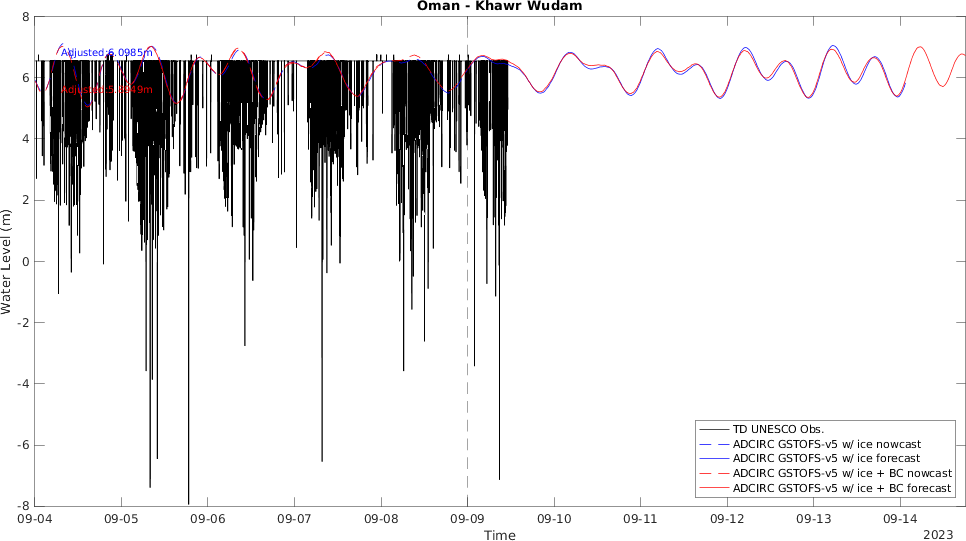 Oman - Khawr Wudam
8
6
4
2
0
-2
-4
-6
-8
Water Level (m)
Adjusted:6.0985m
TD UNESCO Obs.
ADCIRC GSTOFS-v5 w/ ice nowcast
ADCIRC GSTOFS-v5 w/ ice forecast
ADCIRC GSTOFS-v5 w/ ice + BC nowcast
ADCIRC GSTOFS-v5 w/ ice + BC forecast
09-04 09-05 09-06 09-07 09-08 09-09 09-10 09-11 09-12 09-13 09-14
Time
2023